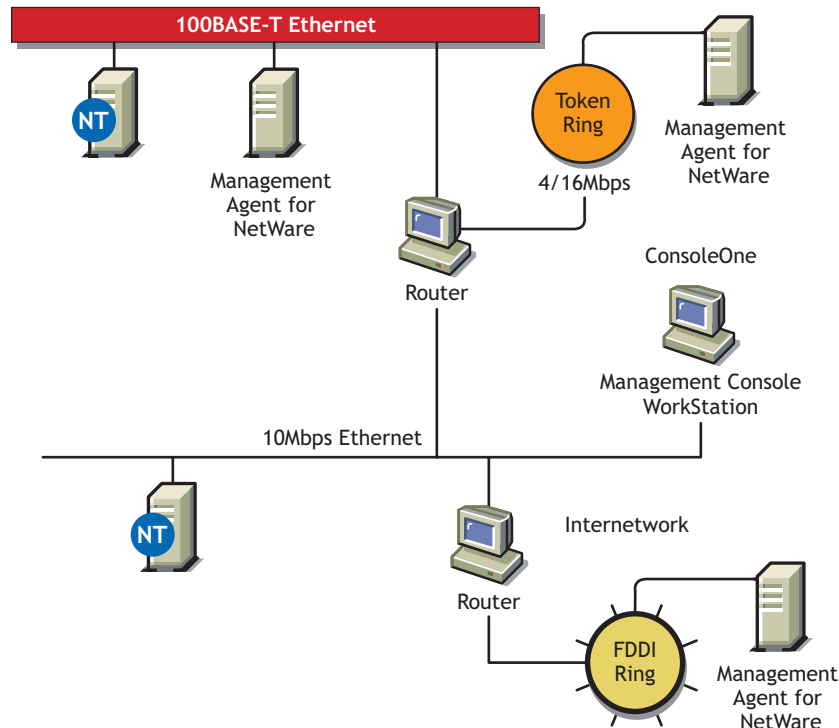 100BASE-T Ethernet
NT
Management
Agent for
NetWare
Token
Ring
4/16Mbps
Management
Agent for
NetWare
Router
ConsoleOne
Management Console
WorkStation
10Mbps Ethernet
NT
Router
Internetwork
FDDI
Ring
Management
Agent for
NetWare